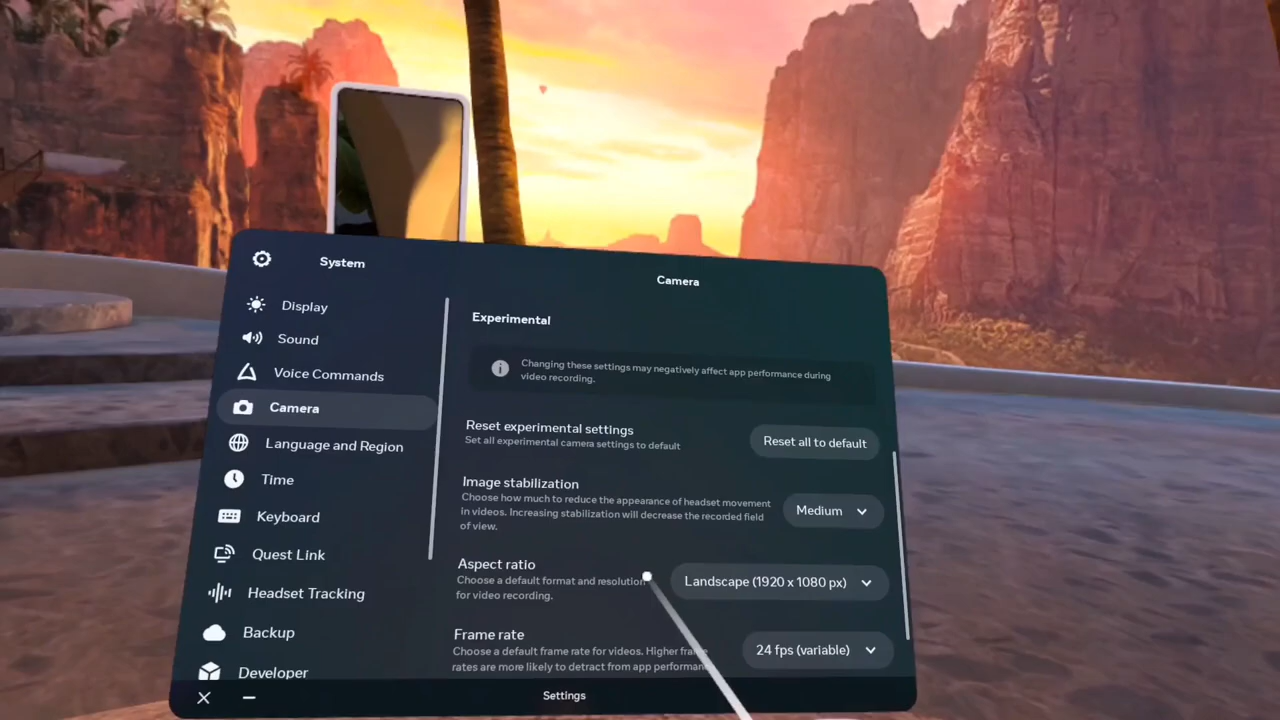 System
Display
Sound
Voice Commands
Camera
Language and Region
Time
Keyboard
Quest Link
Headset Tracking
Backup
Developer
Camera
Experimental
Changing these settings may negatively affect app performance during
video recording.
Reset experimental settings
Set all experimental camera settings to default
Reset all to default
Image stabilization
Choose how much to reduce the appearance of headset movement
in videos. Increasing stabilization will decrease the recorded field
of view.
Medium
Aspect ratio
Choose a default format and resolution
for video recording.
Landscape (1920 x 1080 px)
Frame rate
Choose a default frame rate for videos. Higher frame
rates are more likely to detract from app performance
24 fps (variable)
Settings